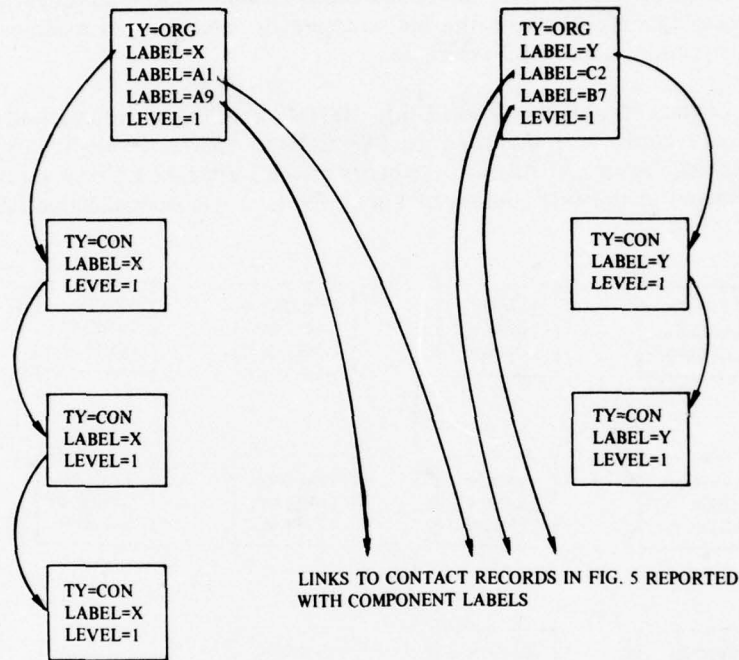 TY=ORG
LABEL=X
LABEL=A1
LABEL=A9
LEVEL=1
TY=ORG
LABEL=Y
LABEL=C2
LABEL=B7
LEVEL=1
TY=CON
LABEL=X
LEVEL=1
TY=CON
LABEL=Y
LEVEL=1
TY=CON
LABEL=X
LEVEL=1
TY=CON
LABEL=Y
LEVEL=1
LINKS TO CONTACT RECORDS IN FIG. 5 REPORTED
WITH COMPONENT LABELS
TY=CON
LABEL=X
LEVEL=1